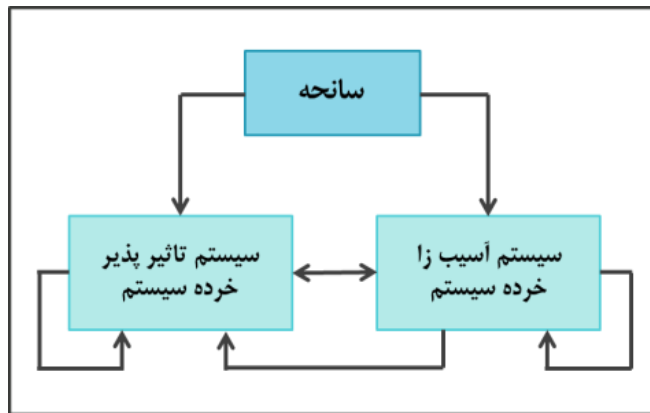 سانحه
سیستم آسیب زا
خرده سیستم
سیستم تاثیر پذیر
خرده سیستم